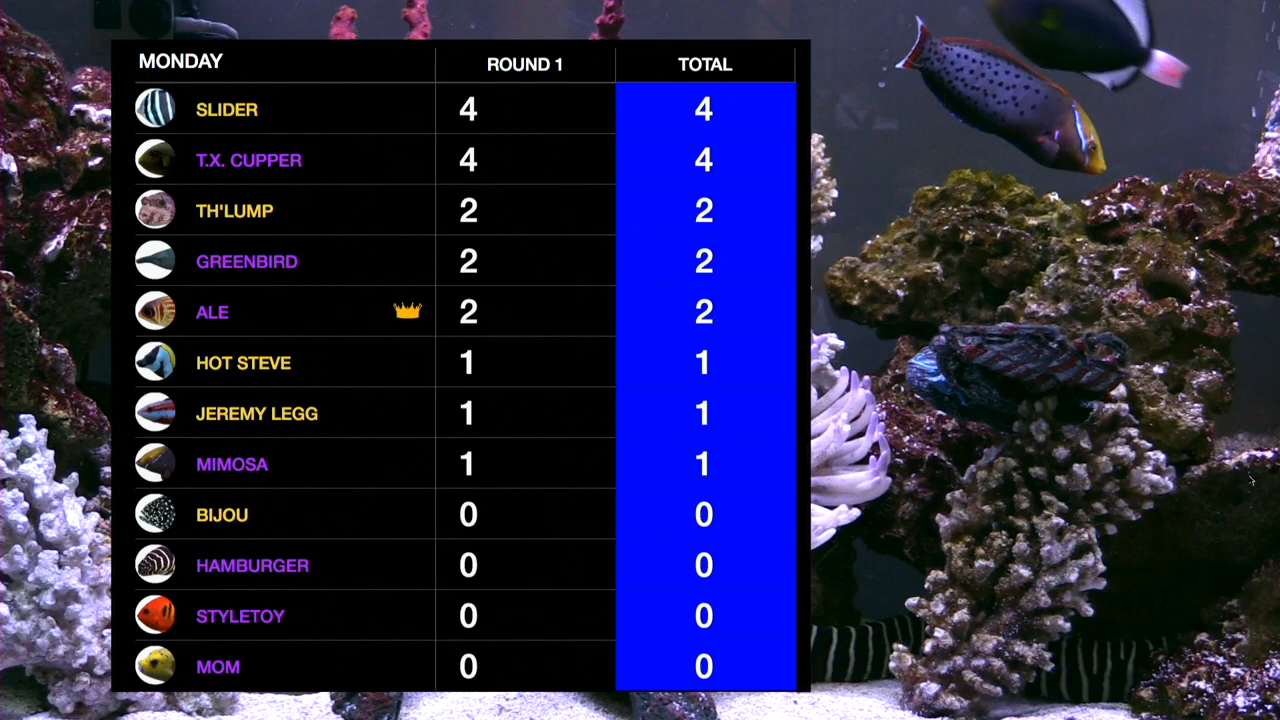 MONDAY ROUND 1 TOTAL
SLIDER 4 4
T.X. CUPPER 4 4
TH'LUMP 2 2
GREENBIRD 2 2
ALE 2 2
HOT STEVE 1 1
JEREMY LEGG 1 1
MIMOSA 1 1
BIJOU 0 0
HAMBURGER 0 0
STYLETOY 0 0
MOM 0 0